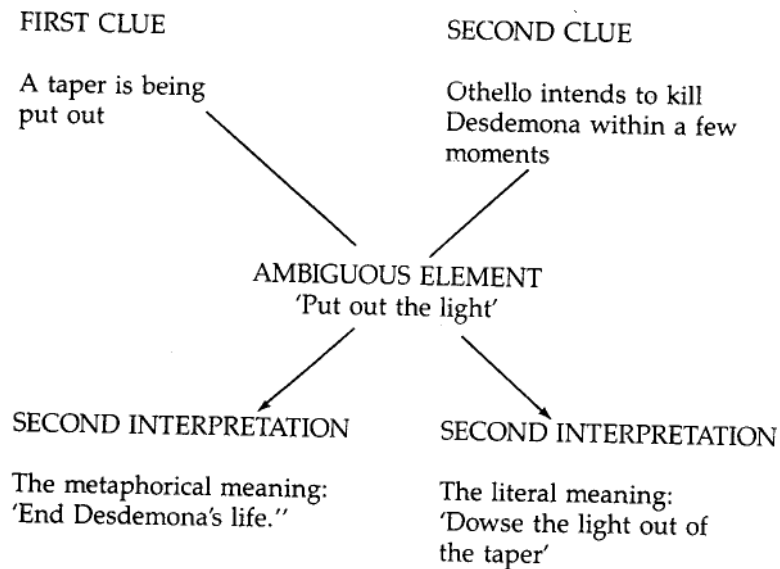 FIRST CLUE
A taper is being
put out
SECOND CLUE
Othello intends to kill
Desdemona within a few
moments
AMBIGUOUS ELEMENT
'Put out the light'
SECOND INTERPRETATION
The metaphorical meaning:
'End Desdemona's life.''
SECOND INTERPRETATION
The literal meaning:
'Dowse the light out of
the taper'